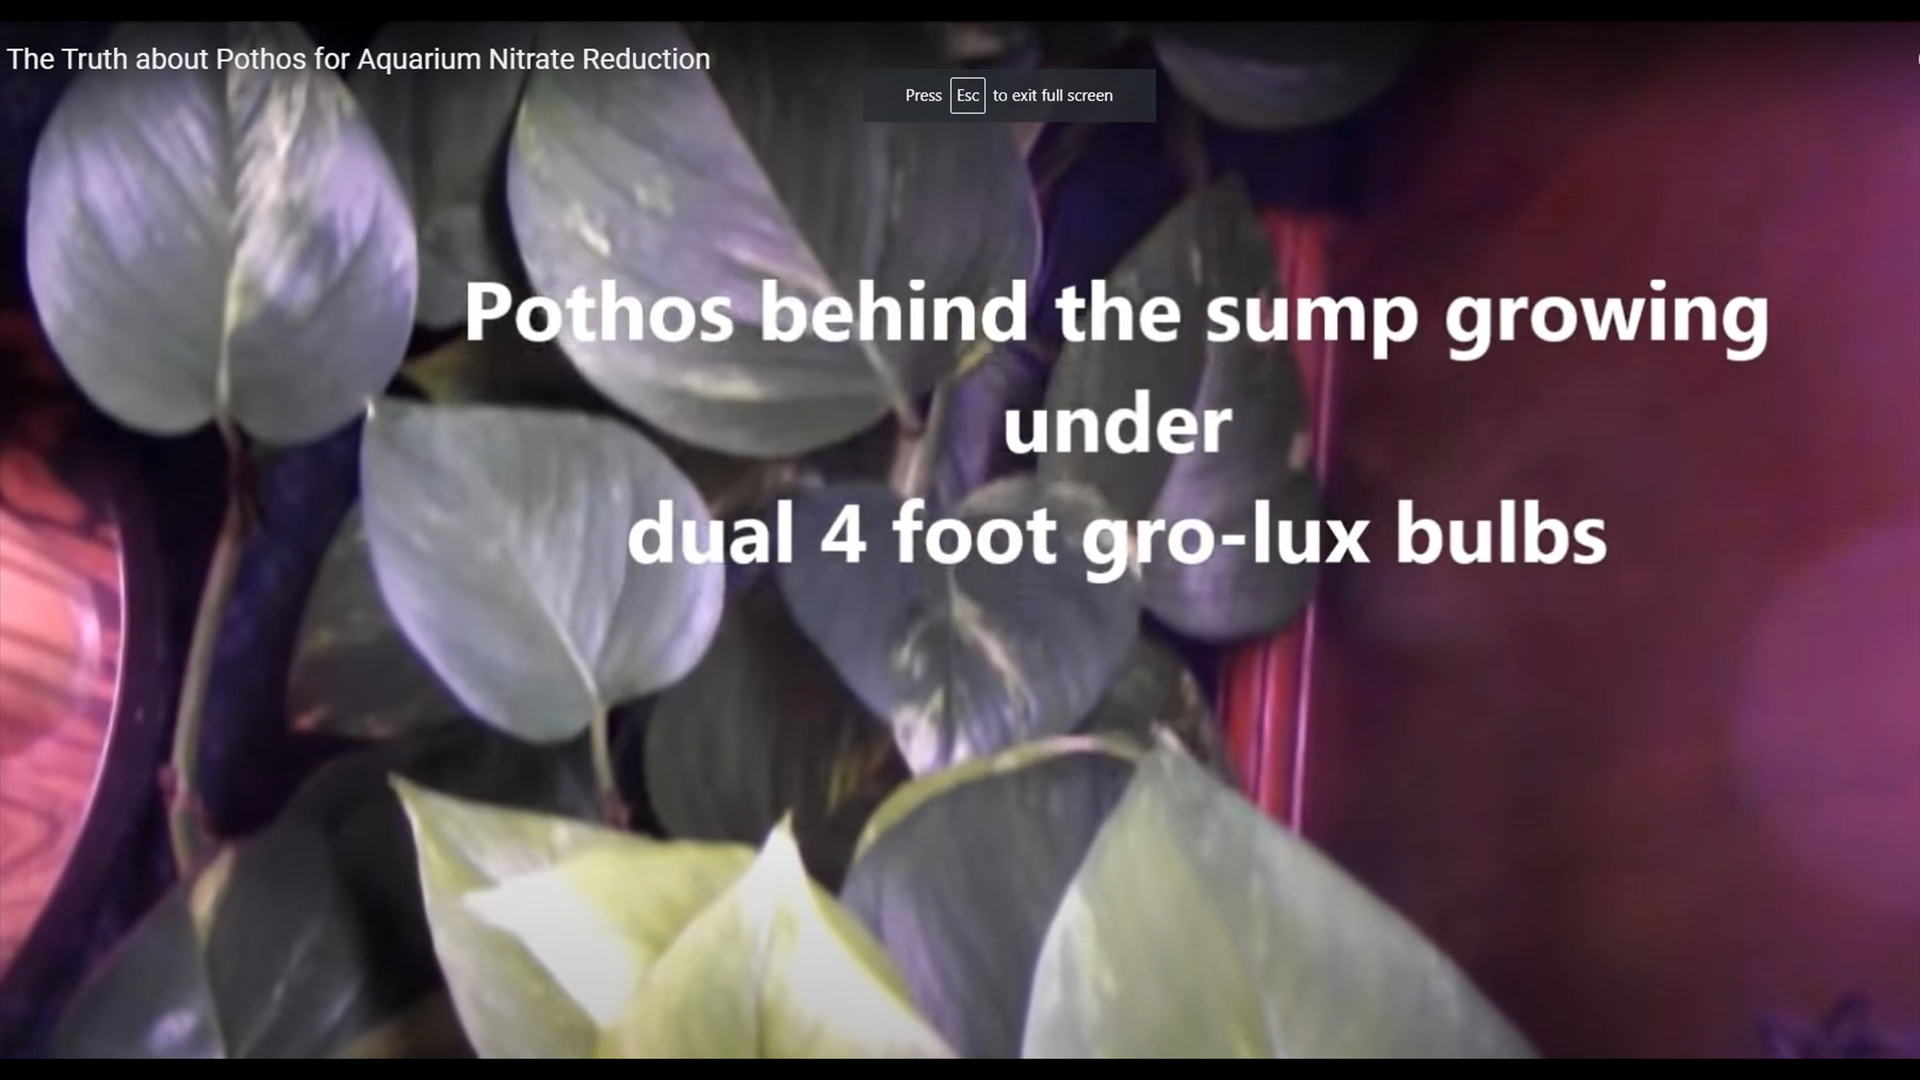 The Truth about Pothos for Aquarium Nitrate Reduction
Press Esc to exit full screen
Pothos behind the sump growing
under
dual 4 foot gro-lux bulbs